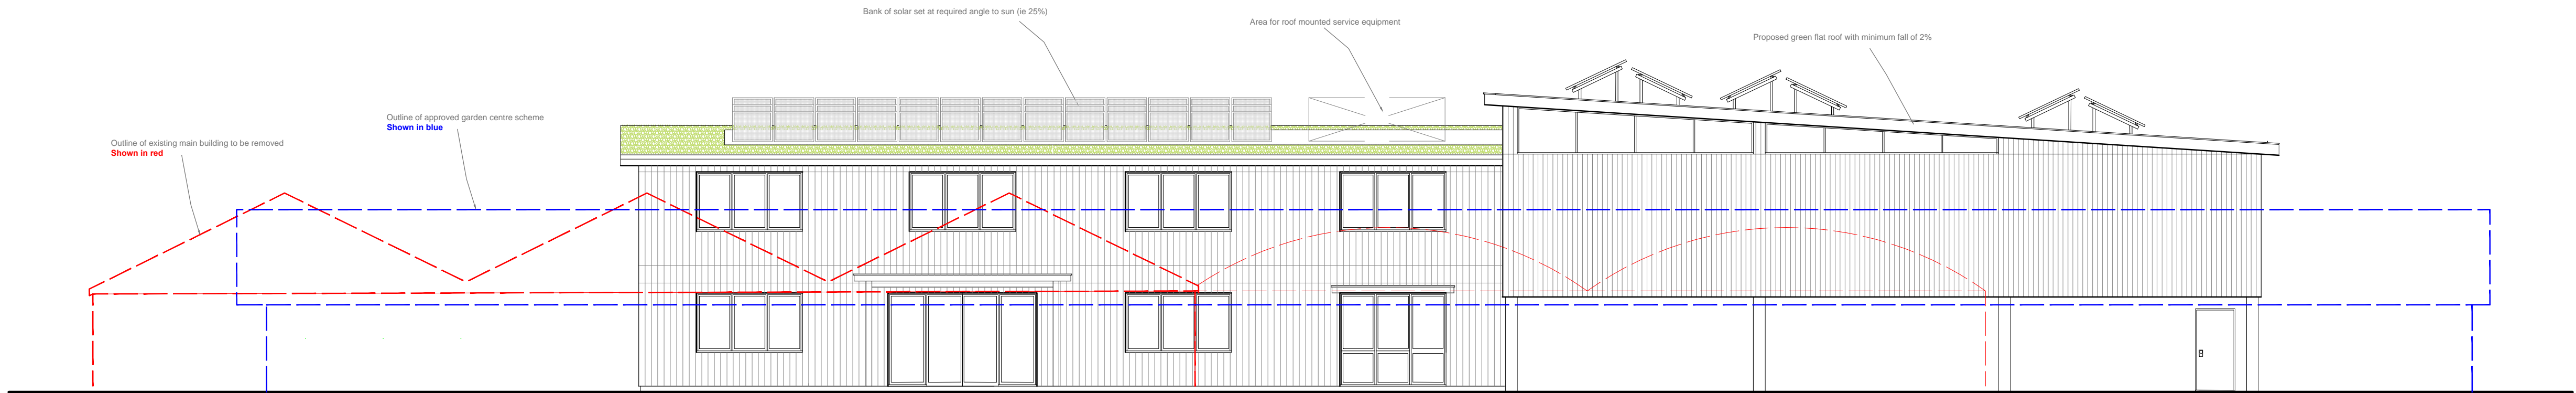 Bank of solar set at required angle to sun (ie 25%)
Area for roof mounted service equipment
Proposed green flat roof with minimum fall of 2%
Outline of approved garden centre scheme
Shown in blue
Outline of existing main building to be removed
Shown in red